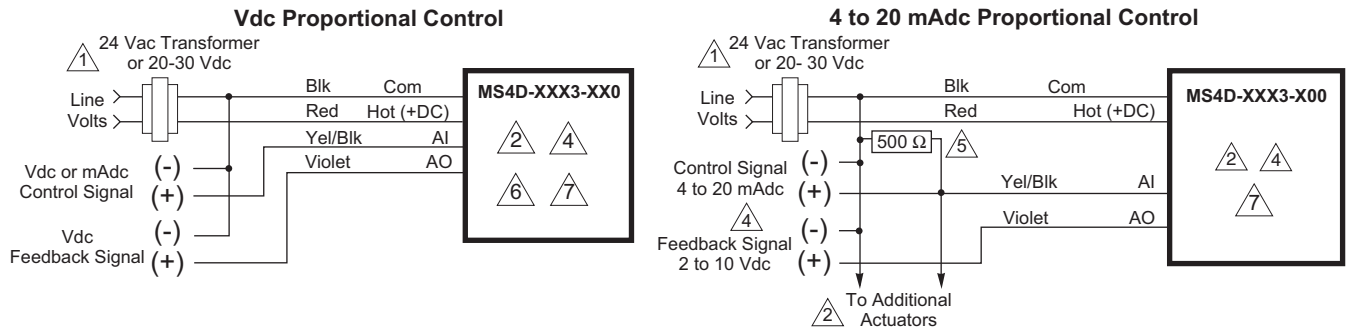 Vdc Proportional Control
1
24 Vac Transformer
or 20-30 Vdc
Line
Volts
Blk Com
Red Hot (+DC)
Yel/Blk AI
Violet AO
Vdc or mAdc
Control Signal
(-)
(+)
Vdc
Feedback Signal
(-)
(+)
MS4D-XXX3-XX0
2 4
6 7
4 to 20 mAdc Proportional Control
1
24 Vac Transformer
or 20- 30 Vdc
Line
Volts
Blk Com
Red Hot (+DC)
500 Ω
5
Control Signal
4 to 20 mAdc
(-)
(+)
Yel/Blk AI
4
Violet AO
Feedback Signal
2 to 10 Vdc
(-)
(+)
MS4D-XXX3-X00
2 4
7
2
To Additional
Actuators